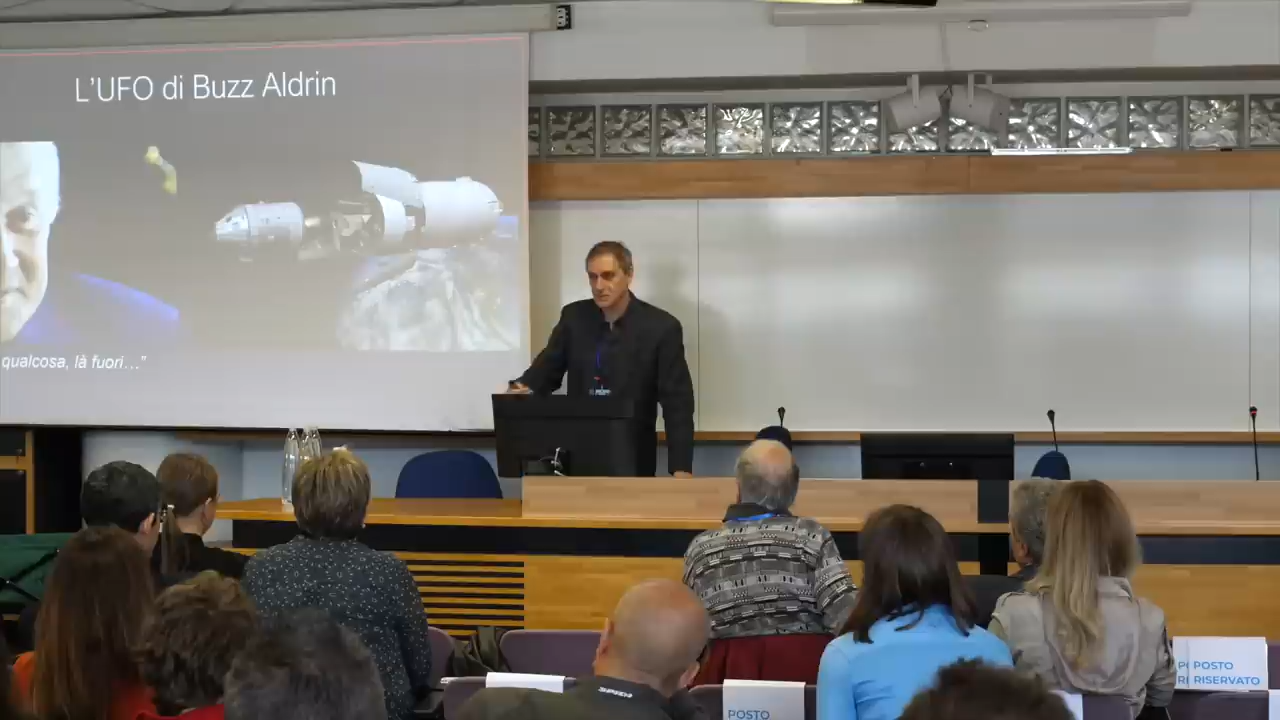 L'UFO di Buzz Aldrin
qualcosa, là fuori…”
POSTO
POSTO
RISERVATO